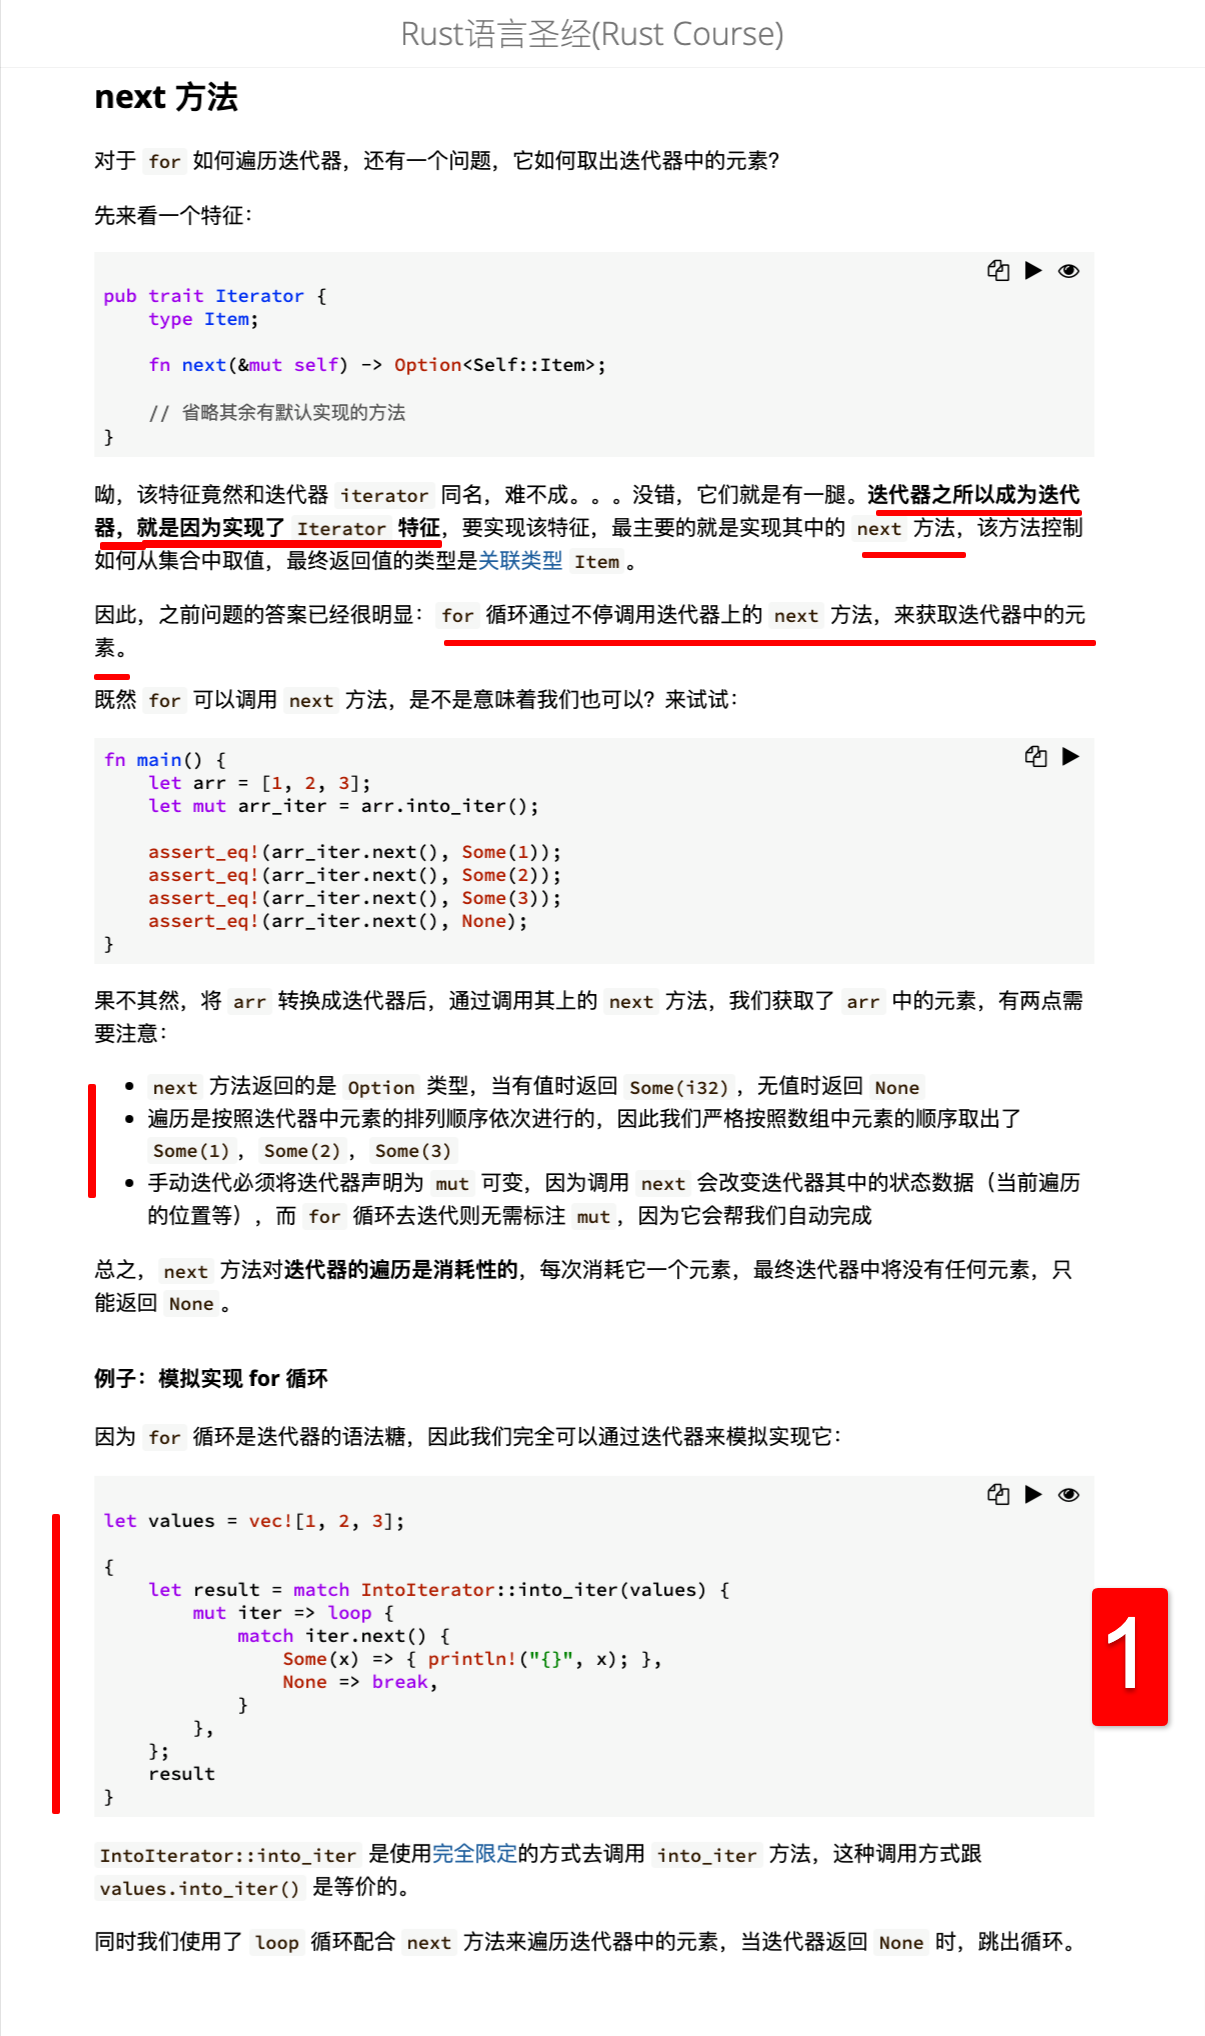 Rust语言圣经(Rust Course)
next 方法
对于 for 如何遍历迭代器，还有一个问题，它如何取出迭代器中的元素？
先来看一个特征：
pub trait Iterator {
    type Item;
    fn next(&mut self) -> Option<Self::Item>;
    // 省略其余有默认实现的方法
}
呦，该特征竟然和迭代器 iterator 同名，难不成。。。没错，它们就是有一腿。迭代器之所以成为迭代
器，就是因为实现了 Iterator 特征，要实现该特征，最主要的就是实现其中的 next 方法，该方法控制
如何从集合中取值，最终返回值的类型是关联类型 Item 。
因此，之前问题的答案已经很明显： for 循环通过不停调用迭代器上的 next 方法，来获取迭代器中的元
素。
既然 for 可以调用 next 方法，是不是意味着我们也可以？来试试：
fn main() {
    let arr = [1, 2, 3];
    let mut arr_iter = arr.into_iter();
    assert_eq!(arr_iter.next(), Some(1));
    assert_eq!(arr_iter.next(), Some(2));
    assert_eq!(arr_iter.next(), Some(3));
    assert_eq!(arr_iter.next(), None);
}
果不其然，将 arr 转换成迭代器后，通过调用其上的 next 方法，我们获取了 arr 中的元素，有两点需
要注意：
• next 方法返回的是 Option 类型，当有值时返回 Some(i32)，无值时返回 None
• 遍历是按照迭代器中元素的排列顺序依次进行的，因此我们严格按照数组中元素的顺序取出了
Some(1)，Some(2)，Some(3)
• 手动迭代必须将迭代器声明为 mut 可变，因为调用 next 会改变迭代器其中的状态数据（当前遍历
的位置等），而 for 循环去迭代则无需标注 mut，因为它会帮我们自动完成
总之， next 方法对迭代器的遍历是消耗性的，每次消耗它一个元素，最终迭代器中将没有任何元素，只
能返回 None 。
例子：模拟实现 for 循环
因为 for 循环是迭代器的语法糖，因此我们完全可以通过迭代器来模拟实现它：
let values = vec![1, 2, 3];
{
    let result = match IntoIterator::into_iter(values) {
        mut iter => loop {
            match iter.next() {
                Some(x) => { println!("{}", x); },
                None => break,
            }
        },
    };
    result
}
1
IntoIterator::into_iter 是使用完全限定的方式去调用 into_iter 方法，这种调用方式跟
values.into_iter() 是等价的。
同时我们使用了 loop 循环配合 next 方法来遍历迭代器中的元素，当迭代器返回 None 时，跳出循环。